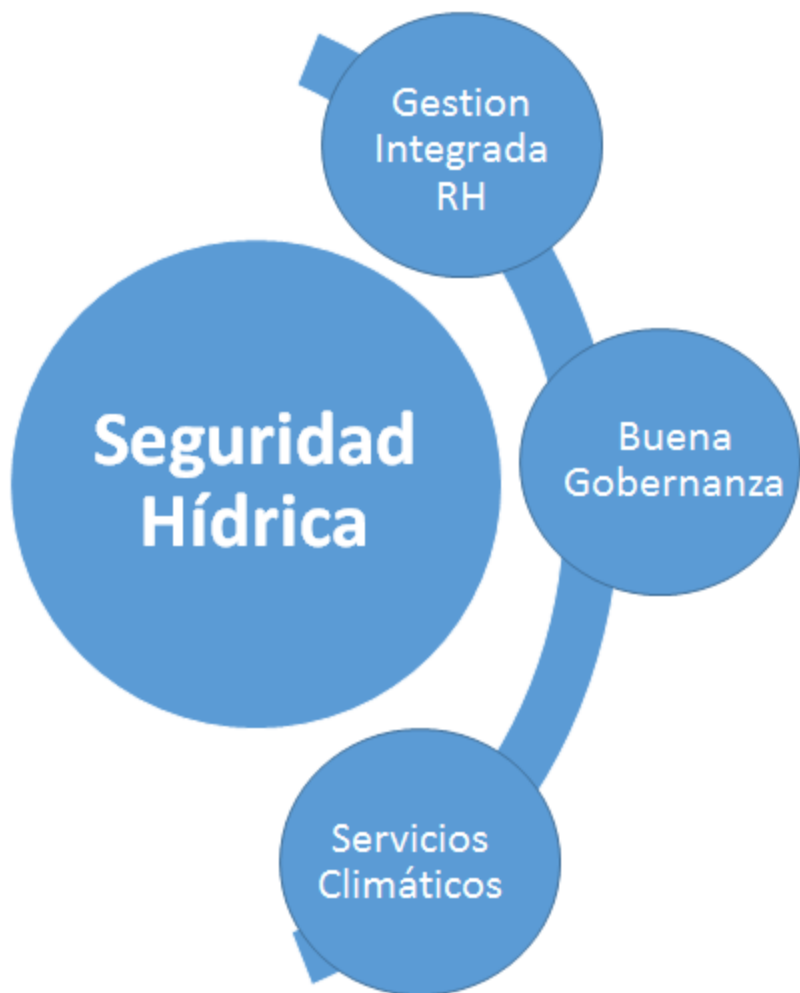 Gestion
Integrada
RH
Seguridad
Hídrica
Buena
Gobernanza
Servicios
Climáticos